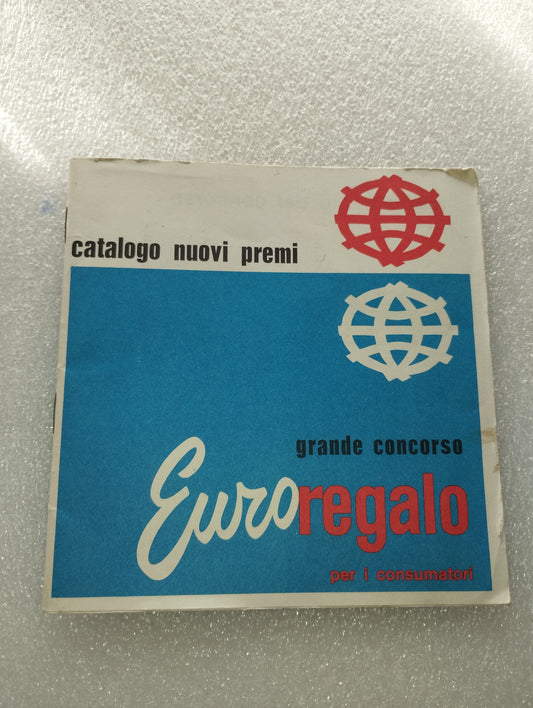 catalogo nuovi premi
grande concorso
Euroregalo
per i consumatori